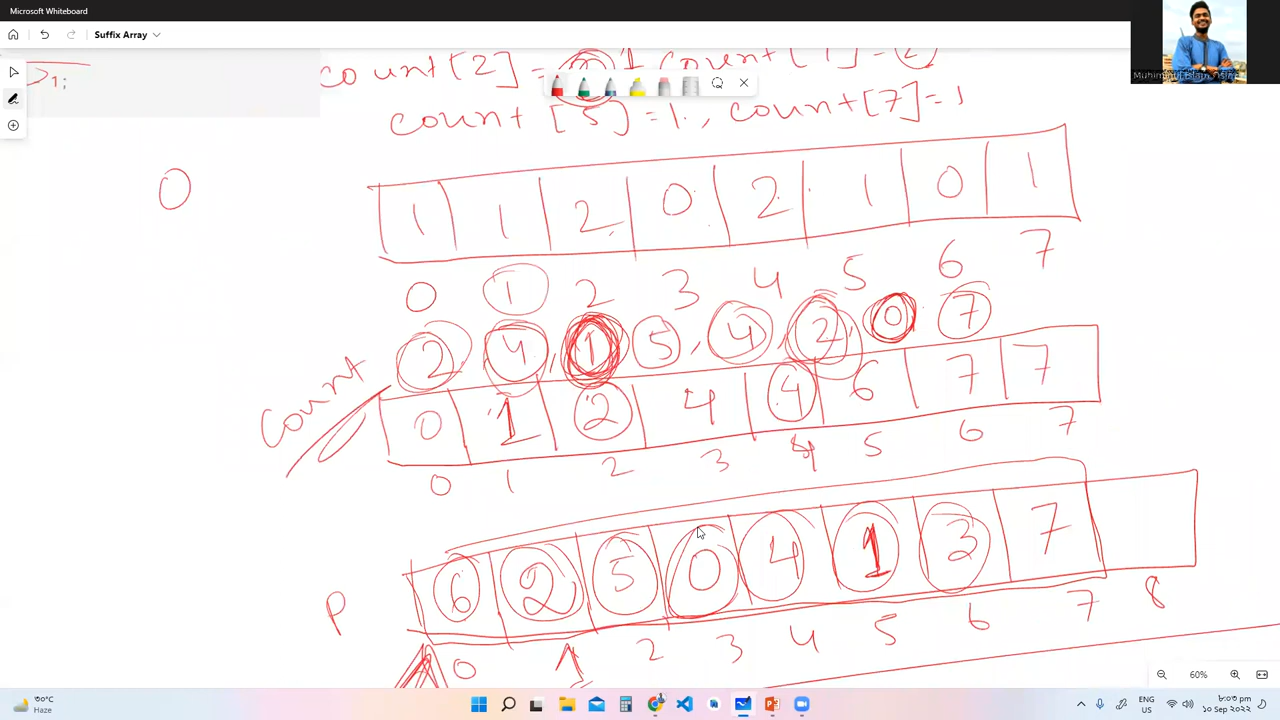 Microsoft Whiteboard
Suffix Array
count[2] = count[1] = 2
count [5] = 1, count[7] = 1
0
1 1 2 0 2 1 0 1
0 1 2 3 4 5 6 7
2 4, 1 5, 4, 2, 0 7
count 0 1 2 4 4 6 7 7
0 1 2 3 4 5 6 7
P 6 2 5 0 4 1 3 7
0 1 2 3 4 5 6 7 8
60%
৩০°C
Haze
ENG
US